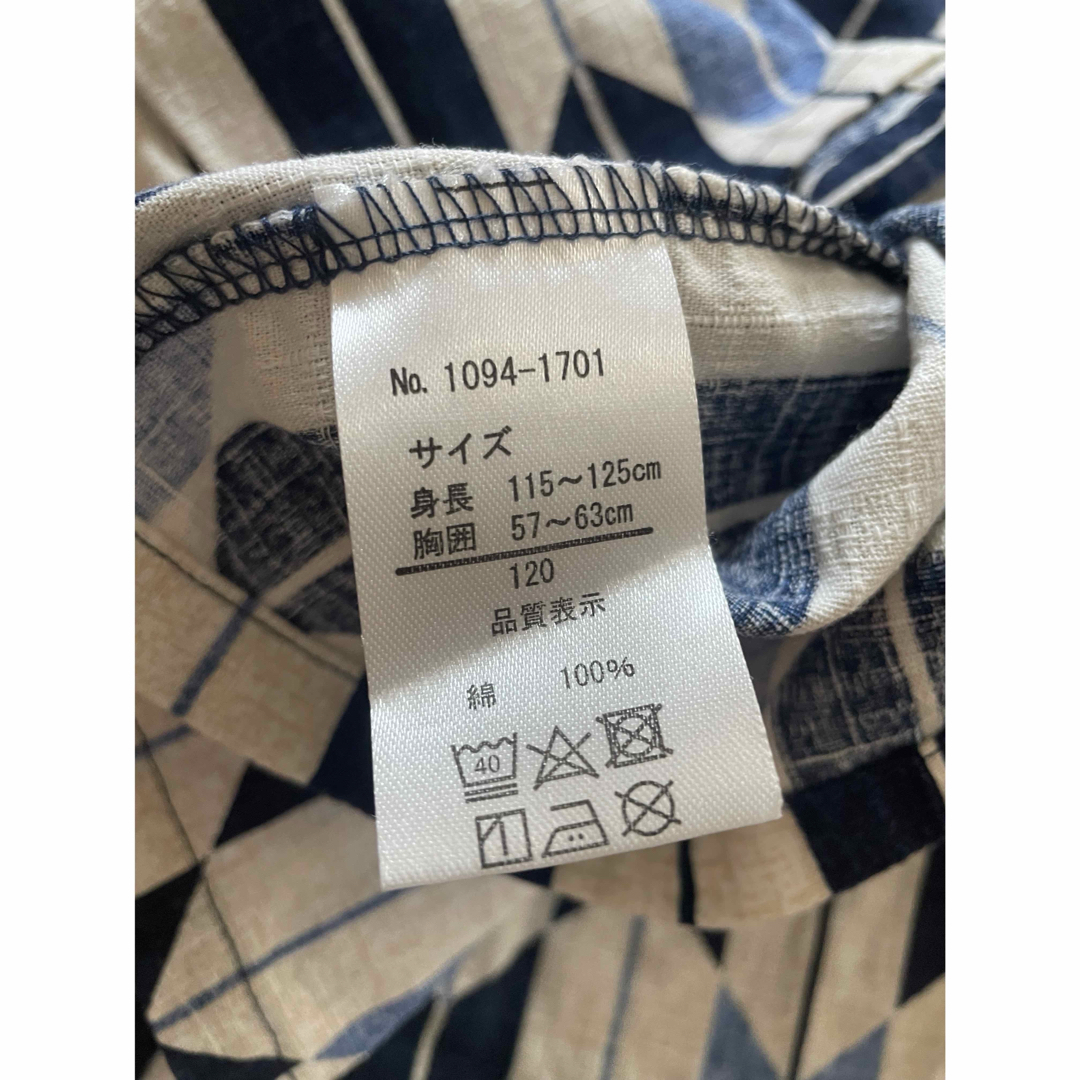 No. 1094-1701
サイズ
身長 115～125cm
胸囲 57～63cm
120
品質表示
綿 100%
40